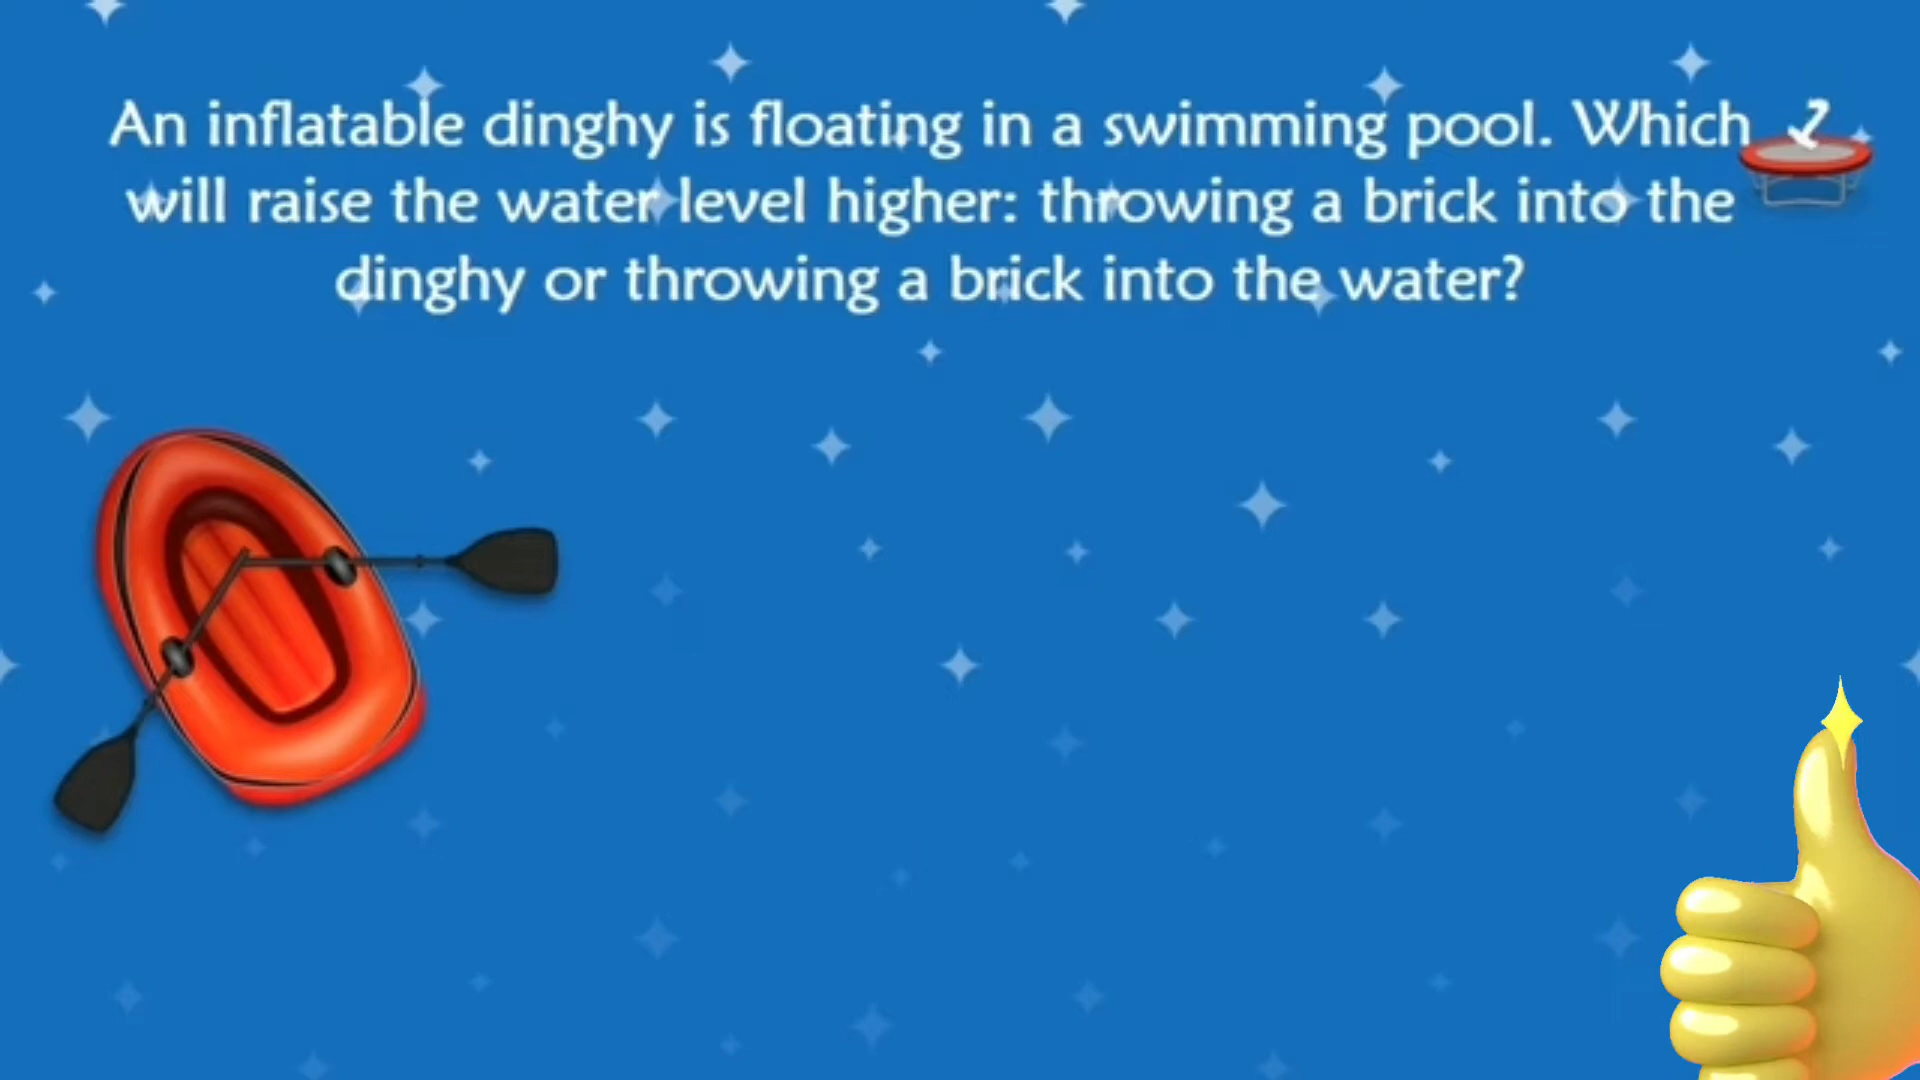 An inflatable dinghy is floating in a swimming pool. Which
will raise the water level higher: throwing a brick into the
dinghy or throwing a brick into the water?